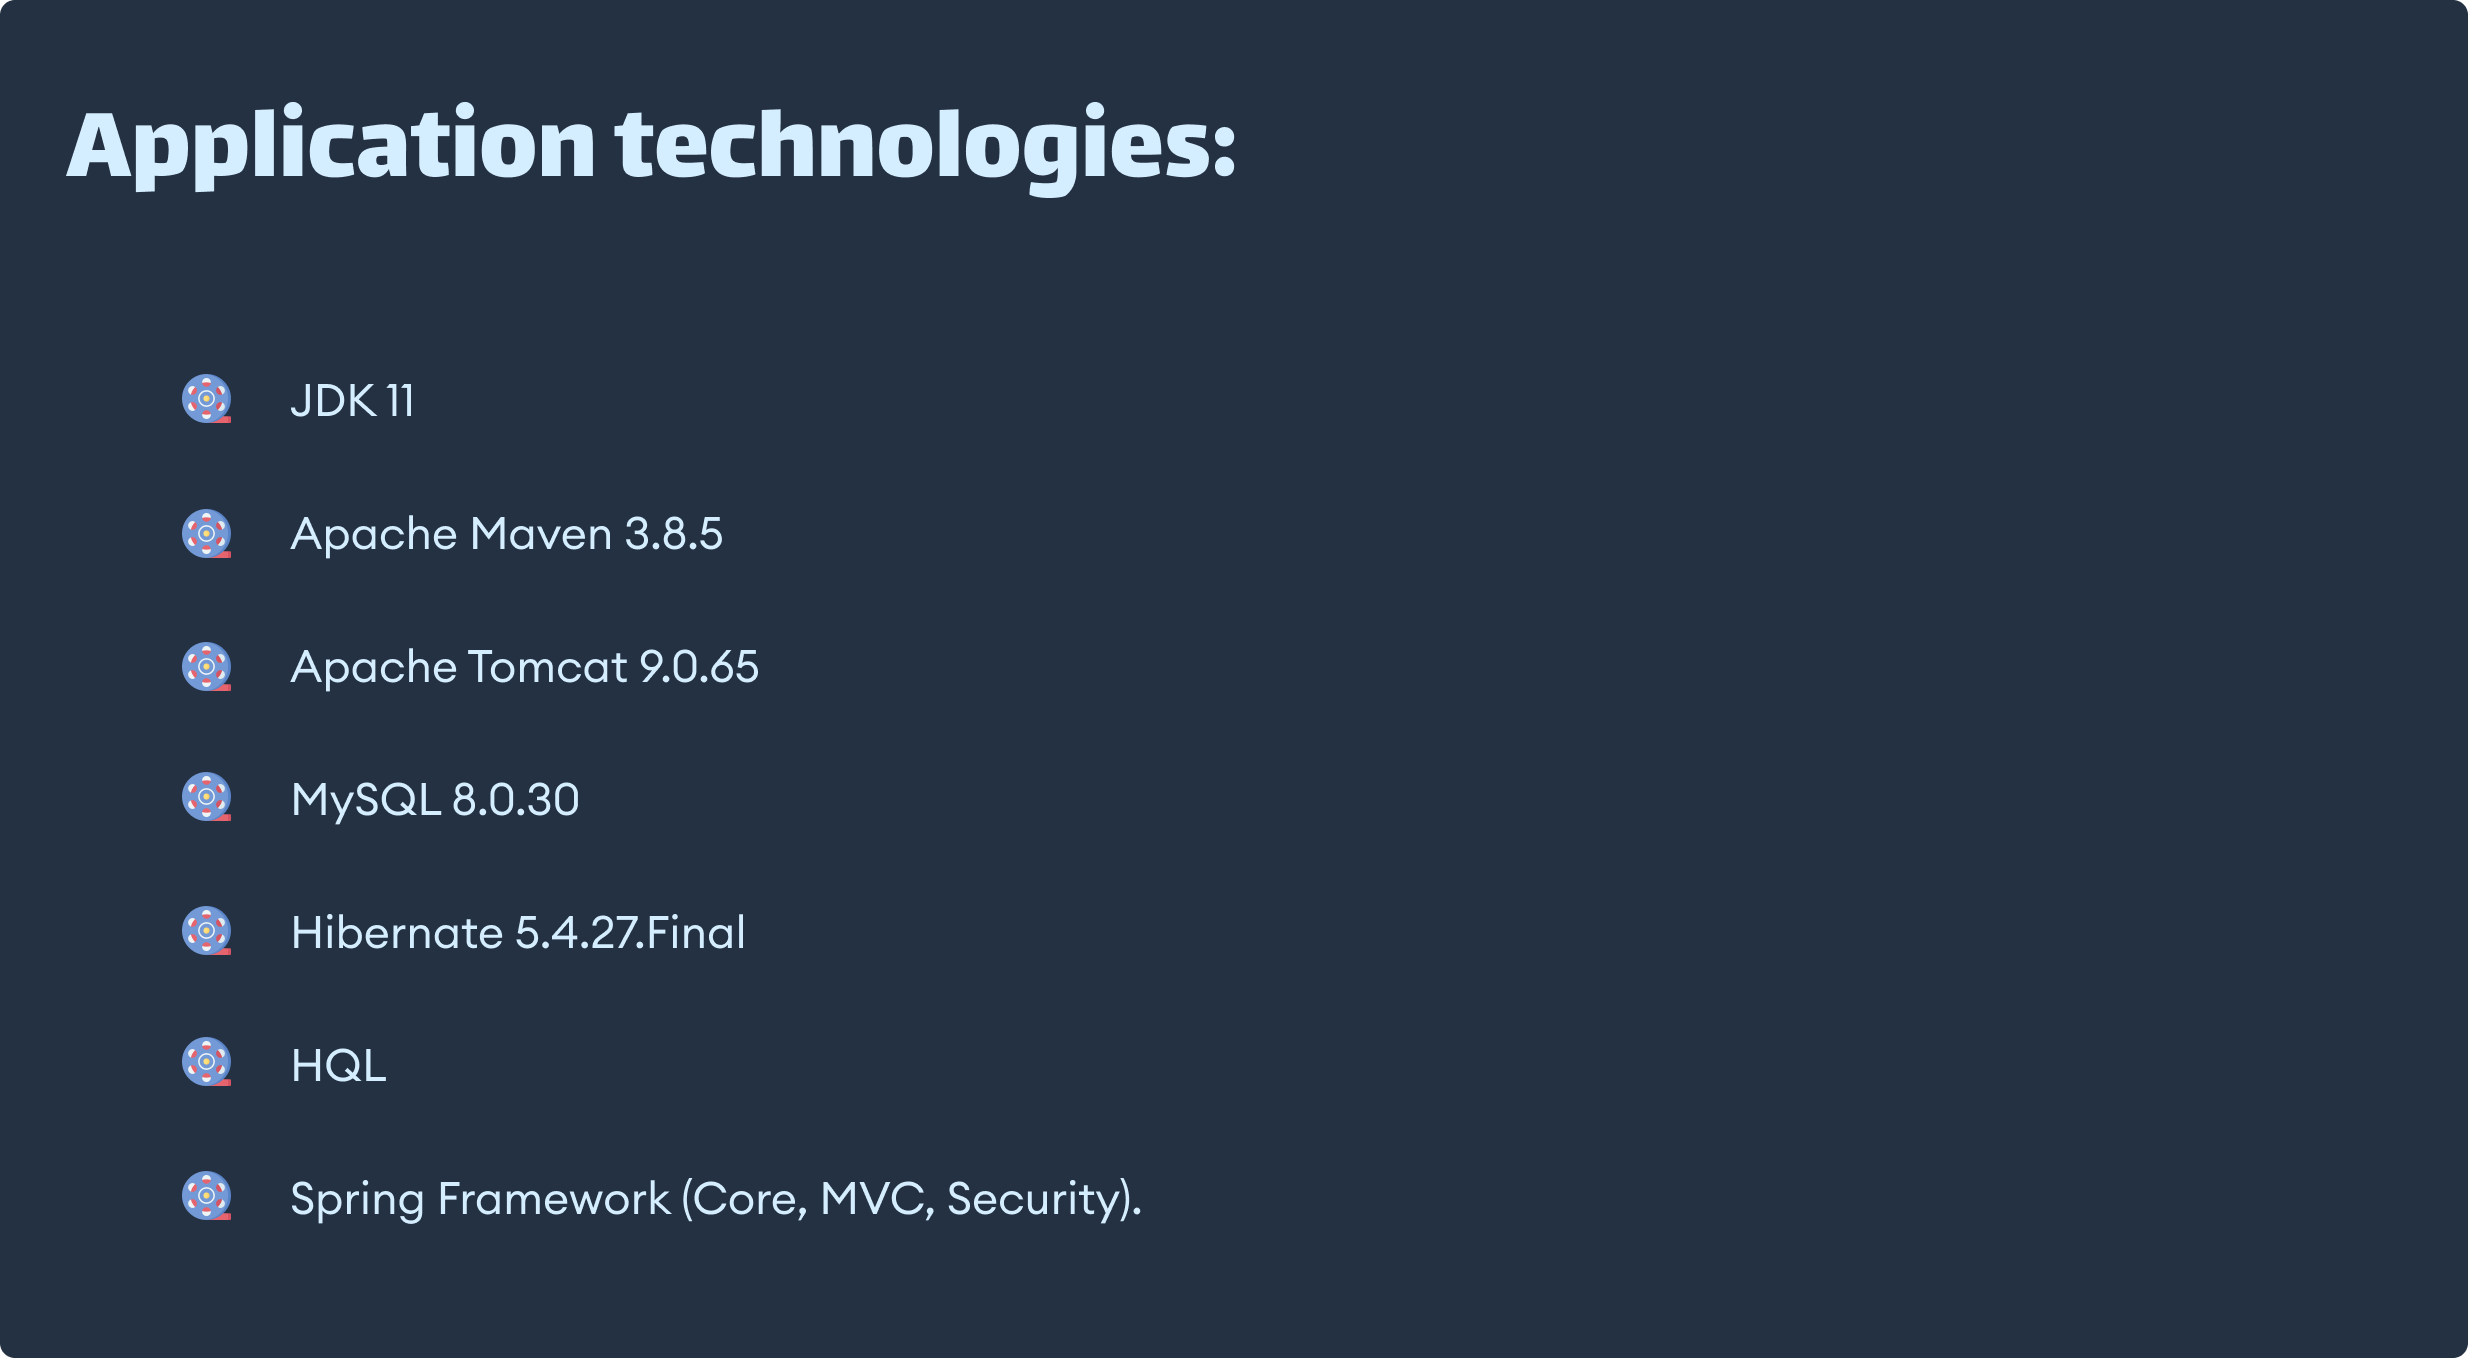 Application technologies:
JDK 11
Apache Maven 3.8.5
Apache Tomcat 9.0.65
MySQL 8.0.30
Hibernate 5.4.27.Final
HQL
Spring Framework (Core, MVC, Security).